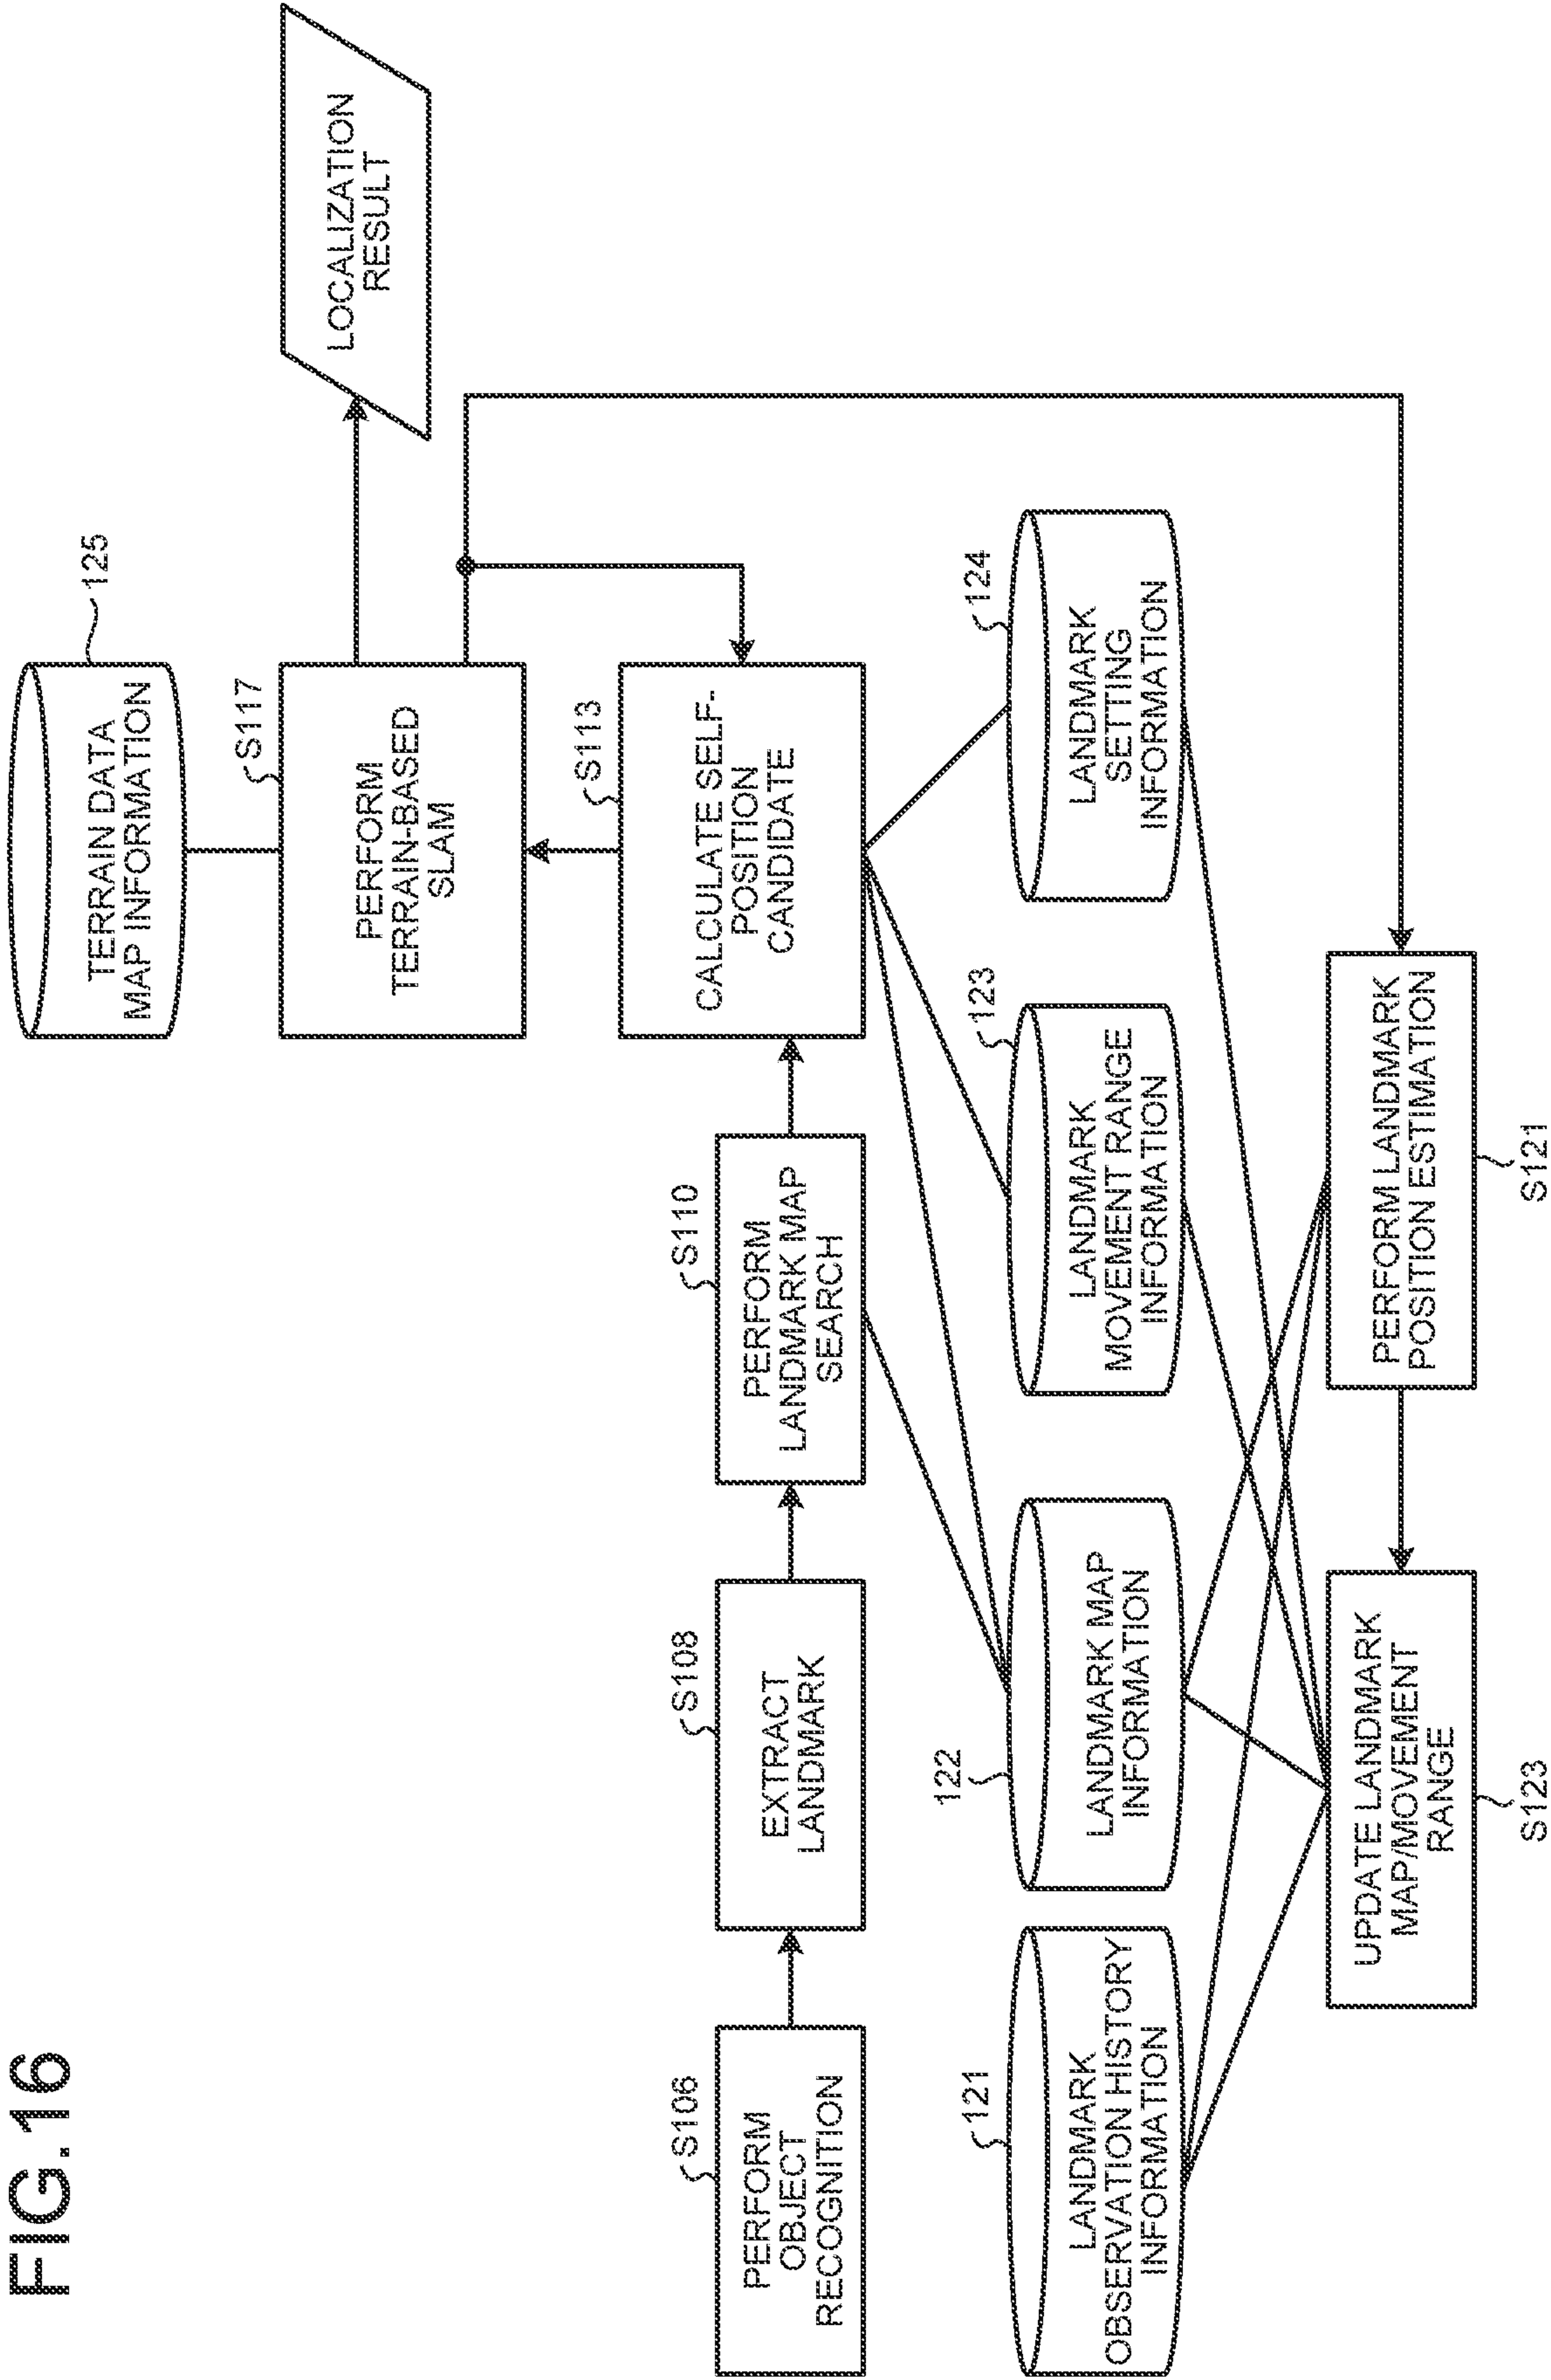 FIG.16
TERRAIN DATA
MAP INFORMATION
125
S117
PERFORM
TERRAIN-BASED
SLAM
LOCALIZATION
RESULT
S106
PERFORM
OBJECT
RECOGNITION
S108
EXTRACT
LANDMARK
S110
PERFORM
LANDMARK MAP
SEARCH
S113
CALCULATE SELF-
POSITION
CANDIDATE
121
LANDMARK
OBSERVATION HISTORY
INFORMATION
122
LANDMARK MAP
INFORMATION
123
LANDMARK
MOVEMENT RANGE
INFORMATION
124
LANDMARK
SETTING
INFORMATION
UPDATE LANDMARK
MAP/MOVEMENT
RANGE
S123
PERFORM LANDMARK
POSITION ESTIMATION
S121